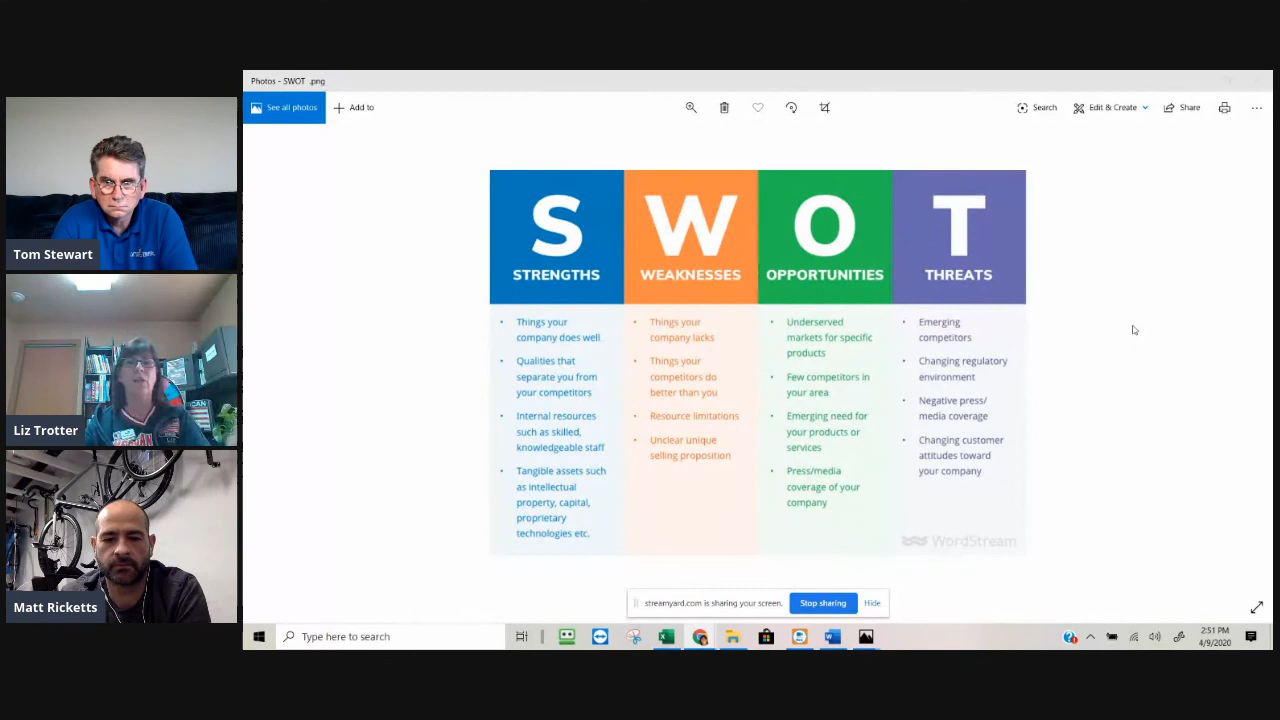 Photos - SWOT .png
See all photos
Add to
Search
Edit & Create
Share
Tom Stewart
Liz Trotter
Matt Ricketts
S
STRENGTHS
Things your
company does well
Qualities that
separate you from
your competitors
Internal resources
such as skilled,
knowledgeable staff
Tangible assets such
as intellectual
property, capital,
proprietary
technologies etc.
W
WEAKNESSES
Things your
company lacks
Things your
competitors do
better than you
Resource limitations
Unclear unique
selling proposition
O
OPPORTUNITIES
Underserved
markets for specific
products
Few competitors in
your area
Emerging need for
your products or
services
Press/media
coverage of your
company
T
THREATS
Emerging
competitors
Changing regulatory
environment
Negative press/
media coverage
Changing customer
attitudes toward
your company
WordStream
streamyard.com is sharing your screen.
Stop sharing
Hide
Type here to search
2:51 PM
4/9/2020